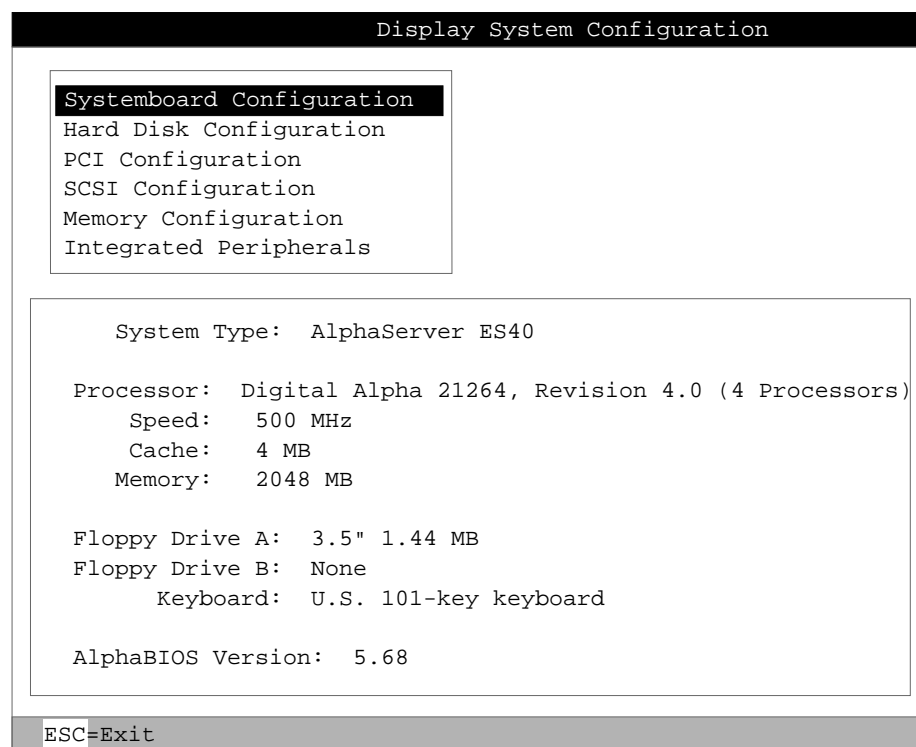 Display System Configuration
Systemboard Configuration
Hard Disk Configuration
PCI Configuration
SCSI Configuration
Memory Configuration
Integrated Peripherals
System Type: AlphaServer ES40
Processor: Digital Alpha 21264, Revision 4.0 (4 Processors)
Speed: 500 MHz
Cache: 4 MB
Memory: 2048 MB
Floppy Drive A: 3.5" 1.44 MB
Floppy Drive B: None
Keyboard: U.S. 101-key keyboard
AlphaBIOS Version: 5.68
ESC=Exit